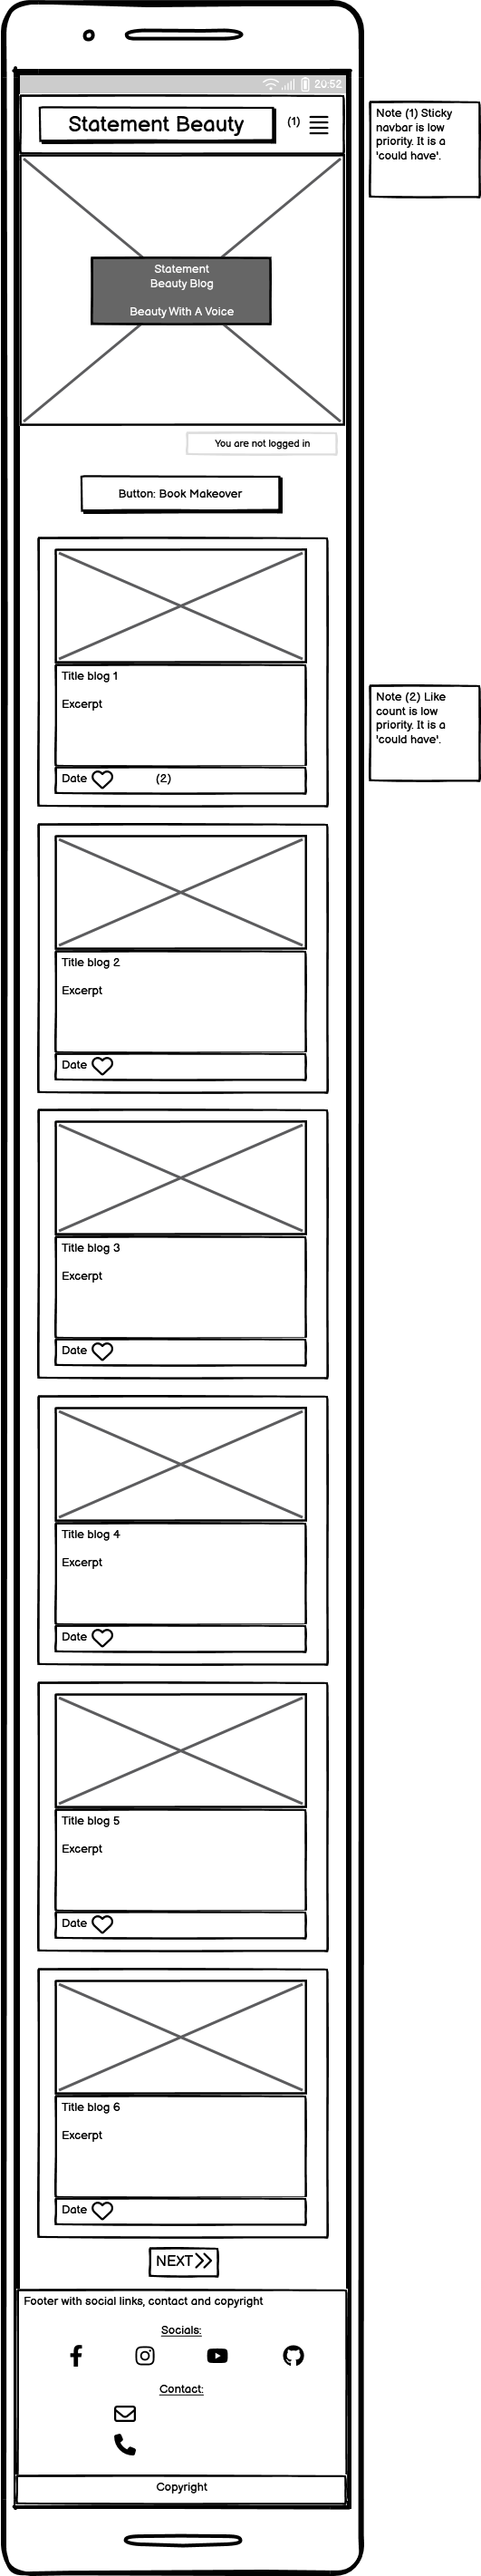 20:52
Statement Beauty
(1)
Note (1) Sticky
navbar is low
priority. It is a
'could have'.
Statement
Beauty Blog
Beauty With A Voice
You are not logged in
Button: Book Makeover
Title blog 1
Excerpt
Date
(2)
Note (2) Like
count is low
priority. It is a
'could have'.
Title blog 2
Excerpt
Date
Title blog 3
Excerpt
Date
Title blog 4
Excerpt
Date
Title blog 5
Excerpt
Date
Title blog 6
Excerpt
Date
NEXT
Footer with social links, contact and copyright
Socials:
Contact:
Copyright